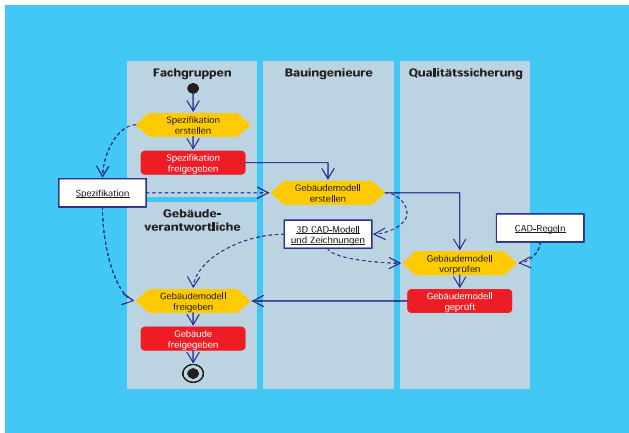 Fachgruppen
Bauingenieure
Qualitätssicherung
Spezifikation
erstellen
Spezifikation
freigegeben
Spezifikation
Gebäudemodell
erstellen
Gebäude-
verantwortliche
3D CAD-Modell
und Zeichnungen
CAD-Regeln
Gebäudemodell
vorprüfen
Gebäudemodell
freigeben
Gebäudemodell
geprüft
Gebäude
freigegeben